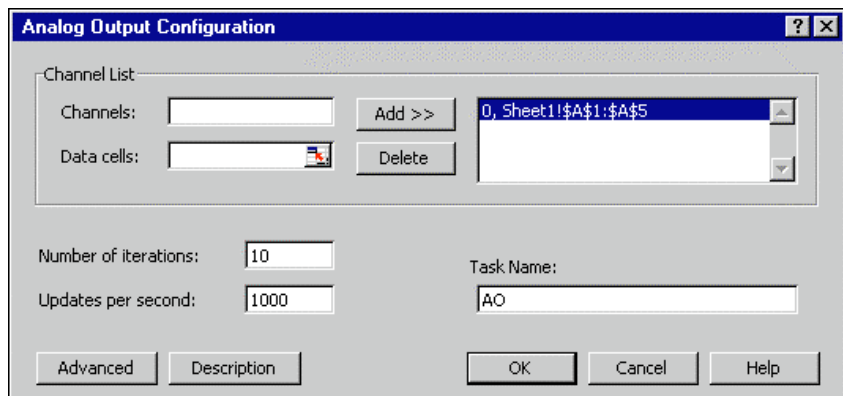 Analog Output Configuration
Channel List
Channels:
Add >>
0, Sheet1!$A$1:$A$5
Data cells:
Delete
Number of iterations: 10
Task Name:
Updates per second: 1000
AO
Advanced
Description
OK
Cancel
Help